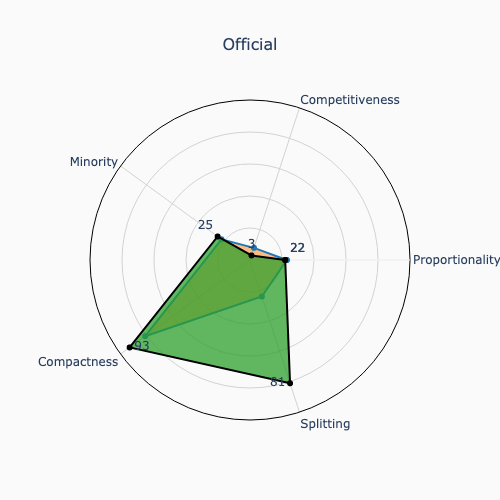 Official
Competitiveness
Minority
25
3
22
Proportionality
93
Compactness
81
Splitting